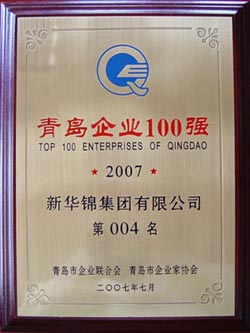 青岛企业100强
TOP 100 ENTERPRISES OF QINGDAO
★ 2007 ★
新华锦集团有限公司
第004名
青岛市企业联合会 青岛市企业家协会
二〇〇七年七月